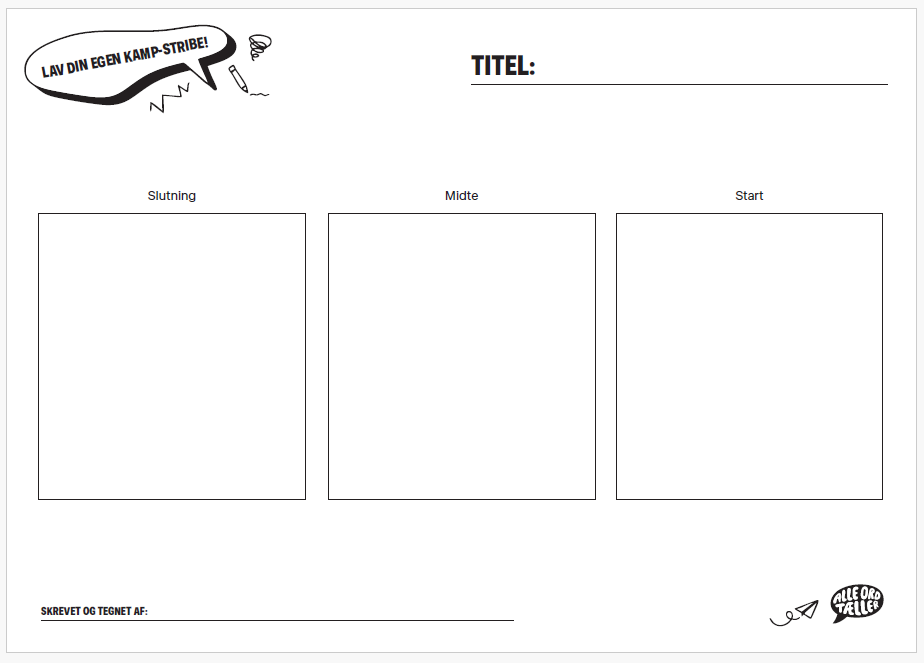 LAV DIN EGEN KAMP-STRIBE!
TITEL:
Slutning
Midte
Start
SKREVET OG TEGNET AF:
ALLE ORD
TÆLLER